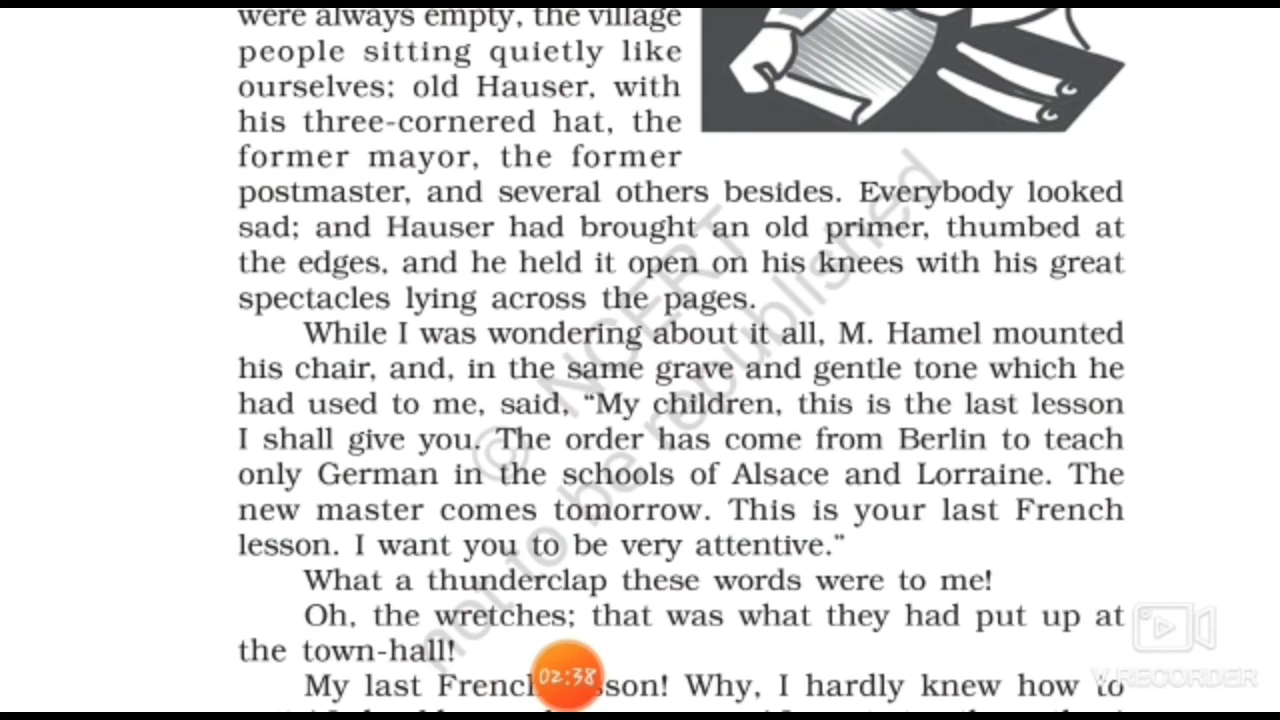 were always empty, the village
people sitting quietly like
ourselves; old Hauser, with
his three-cornered hat, the
former mayor, the former
postmaster, and several others besides. Everybody looked
sad; and Hauser had brought an old primer, thumbed at
the edges, and he held it open on his knees with his great
spectacles lying across the pages.
While I was wondering about it all, M. Hamel mounted
his chair, and, in the same grave and gentle tone which he
had used to me, said, “My children, this is the last lesson
I shall give you. The order has come from Berlin to teach
only German in the schools of Alsace and Lorraine. The
new master comes tomorrow. This is your last French
lesson. I want you to be very attentive.”
What a thunderclap these words were to me!
Oh, the wretches; that was what they had put up at
the town-hall!
My last French sson! Why, I hardly knew how to
© NCERT
not to be republished
02:38
V RECORDER